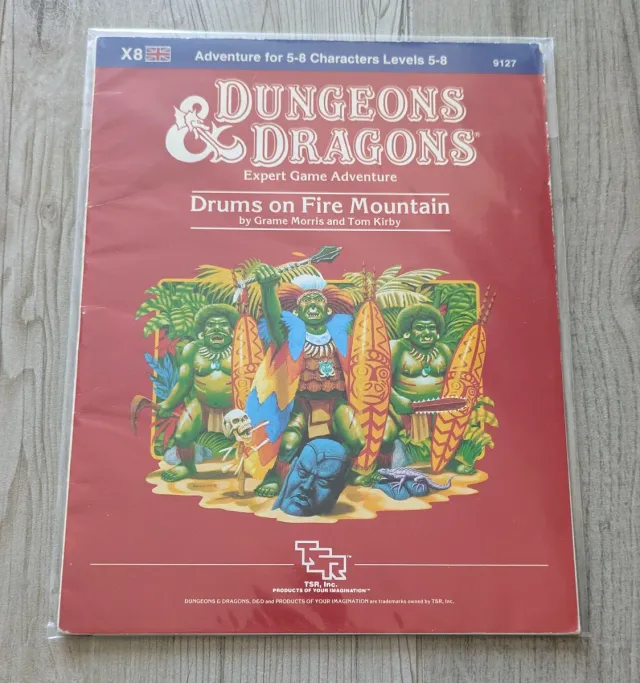 X8 Adventure for 5-8 Characters Levels 5-8 9127
DUNGEONS
& DRAGONS®
Expert Game Adventure
Drums on Fire Mountain
by Grame Morris and Tom Kirby
TSR™
TSR, Inc.
PRODUCTS OF YOUR IMAGINATION™
DUNGEONS & DRAGONS, D&D and PRODUCTS OF YOUR IMAGINATION are trademarks owned by TSR, Inc.